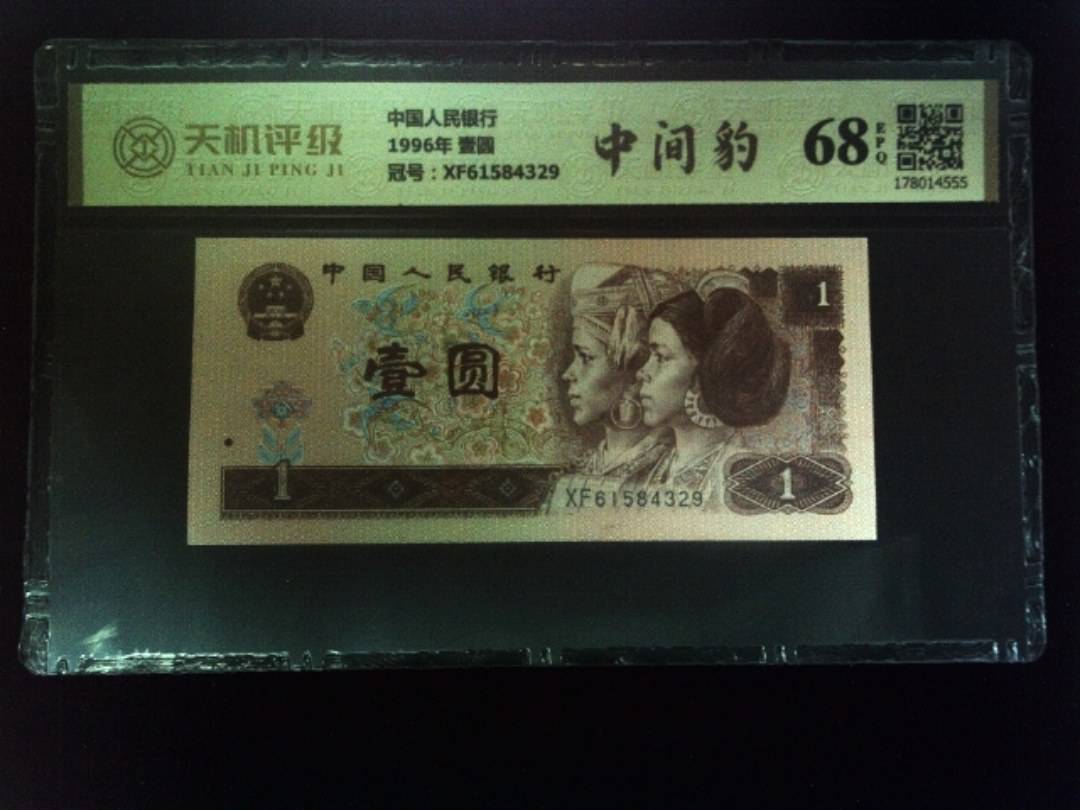 天机评级
TIAN JI PING JI
中国人民银行
1996年 壹圆
冠号：XF61584329
中间豹
68
EPQ
178014555
中国人民银行
1
壹圆
1
XF61584329
1